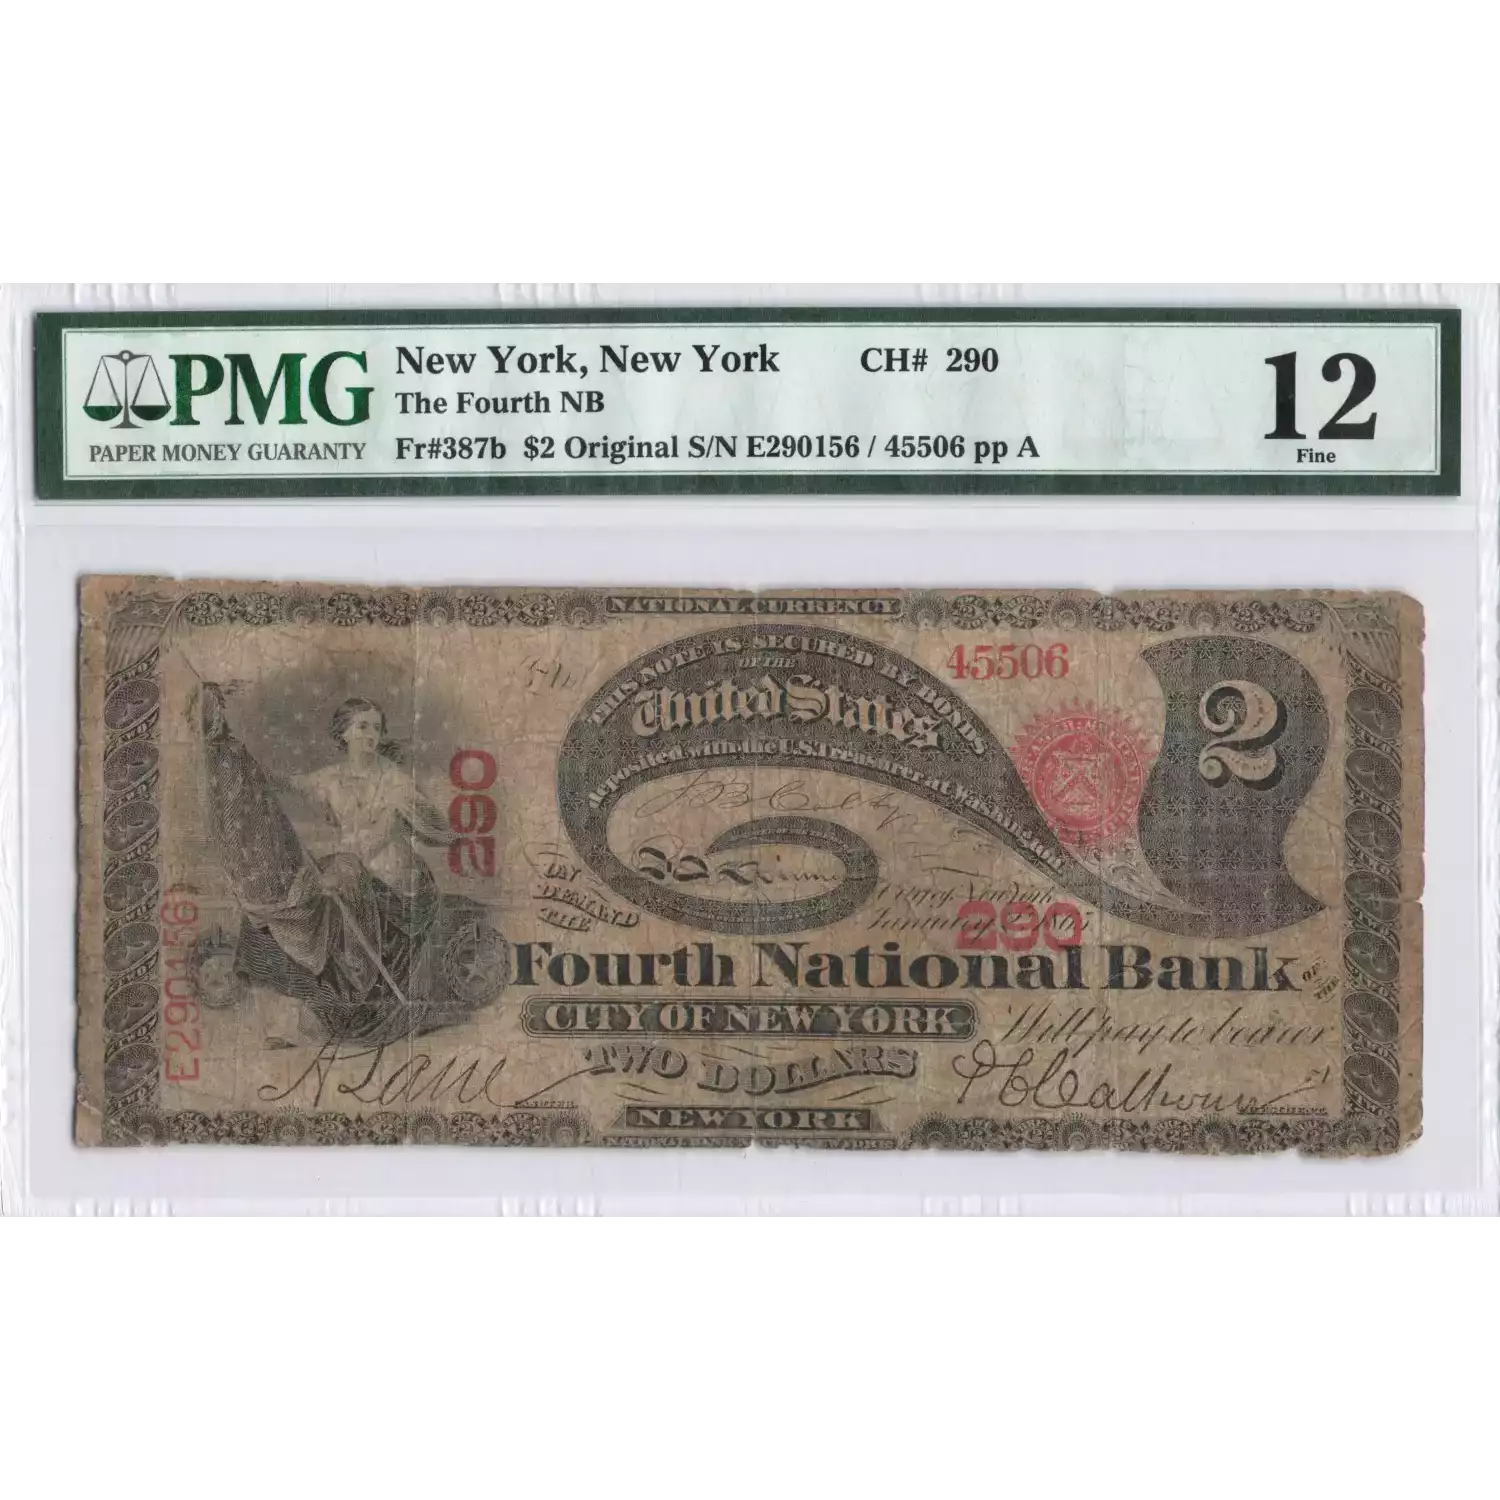 PMG
PAPER MONEY GUARANTY
New York, New York CH# 290
The Fourth NB
Fr#387b $2 Original S/N E290156 / 45506 pp A
12
Fine
NATIONAL CURRENCY
THIS NOTE IS SECURED BY BONDS
OF THE
United States
deposited with the U.S. Treasurer at Washington
45506
2
290
E290156
ON
DEMAND
THE
290
Fourth National Bank OF THE
CITY OF NEW YORK
Will pay to bearer
TWO DOLLARS
NEW YORK